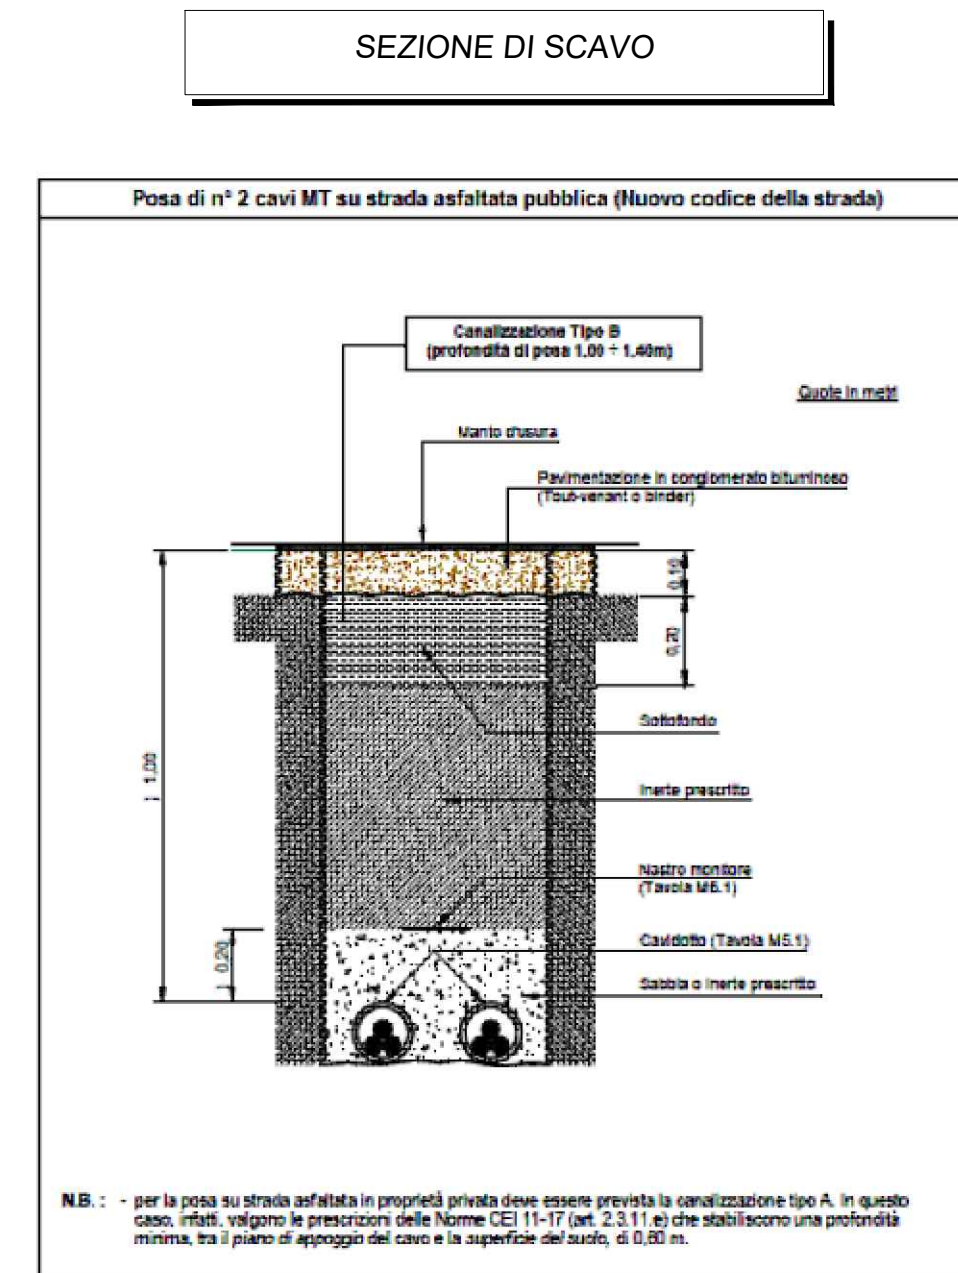 SEZIONE DI SCAVO
Posa di n° 2 cavi MT su strada asfaltata pubblica (Nuovo codice della strada)
Canalizzazione Tipo B
(profondità di posa 1.00 ÷ 1.40m)
Quote in metri
Manto d'usura
Pavimentazione in conglomerato bituminoso
(Tout-venant o binder)
0,10
0,20
Sottofondo
1,00
Inerte prescritto
Nastro monitore
(Tavola M6.1)
Cavidotto (Tavola M5.1)
0,20
Sabbia o inerte prescritto
N.B. : - per la posa su strada asfaltata in proprietà privata deve essere prevista la canalizzazione tipo A. In questo
caso, infatti, valgono le prescrizioni delle Norme CEI 11-17 (art. 2.3.11.e) che stabiliscono una profondità
minima, tra il piano di appoggio del cavo e la superficie del suolo, di 0,60 m.